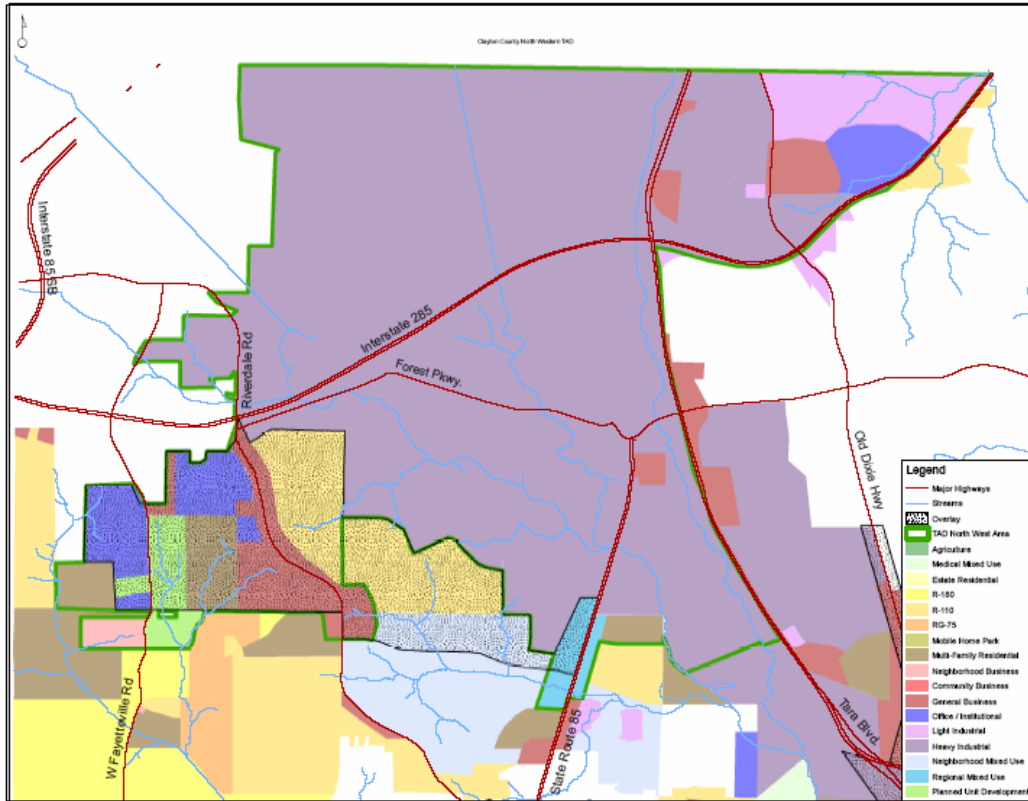 Clayton County North Western TAD
Interstate 85 SB
Riverdale Rd
Interstate 285
Forest Pkwy.
Old Dixie Hwy
W Fayetteville Rd
State Route 85
Tara Blvd.
Legend
Major Highways
Streams
Overlay
TAD North West Area
Agriculture
Medical Mixed Use
Estate Residential
R-180
R-110
RG-75
Mobile Home Park
Multi-Family Residential
Neighborhood Business
Community Business
General Business
Office / Institutional
Light Industrial
Heavy Industrial
Neighborhood Mixed Use
Regional Mixed Use
Planned Unit Development